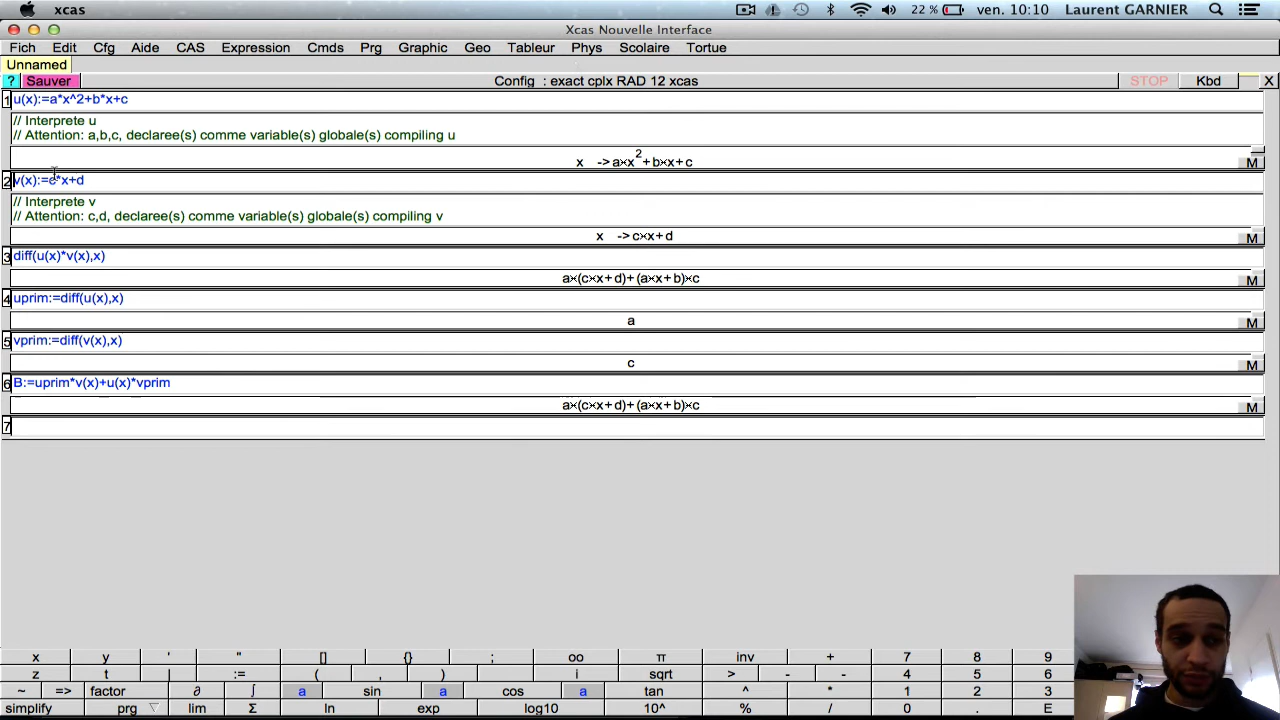 xcas 22 % ven. 10:10 Laurent GARNIER
Xcas Nouvelle Interface
Fich Edit Cfg Aide CAS Expression Cmds Prg Graphic Geo Tableur Phys Scolaire Tortue
Unnamed
? Sauver Config : exact cplx RAD 12 xcas STOP Kbd X
1 u(x):=a*x^2+b*x+c
// Interprete u
// Attention: a,b,c, declaree(s) comme variable(s) globale(s) compiling u
x ->a×x²+b×x+c M
2 v(x):=c*x+d
// Interprete v
// Attention: c,d, declaree(s) comme variable(s) globale(s) compiling v
x ->c×x+d M
3 diff(u(x)*v(x),x)
a×(c×x+d)+(a×x+b)×c M
4 uprim:=diff(u(x),x)
a M
5 vprim:=diff(v(x),x)
c M
6 B:=uprim*v(x)+u(x)*vprim
a×(c×x+d)+(a×x+b)×c M
7
x y ' " [] {} ; oo π inv + 7 8 9
z t | := ( , ) i sqrt > - - 4 5 6
~ => factor ∂ ∫ a sin a cos a tan ^ * 1 2 3
simplify prg lim Σ ln exp log10 10^ % / 0 . E